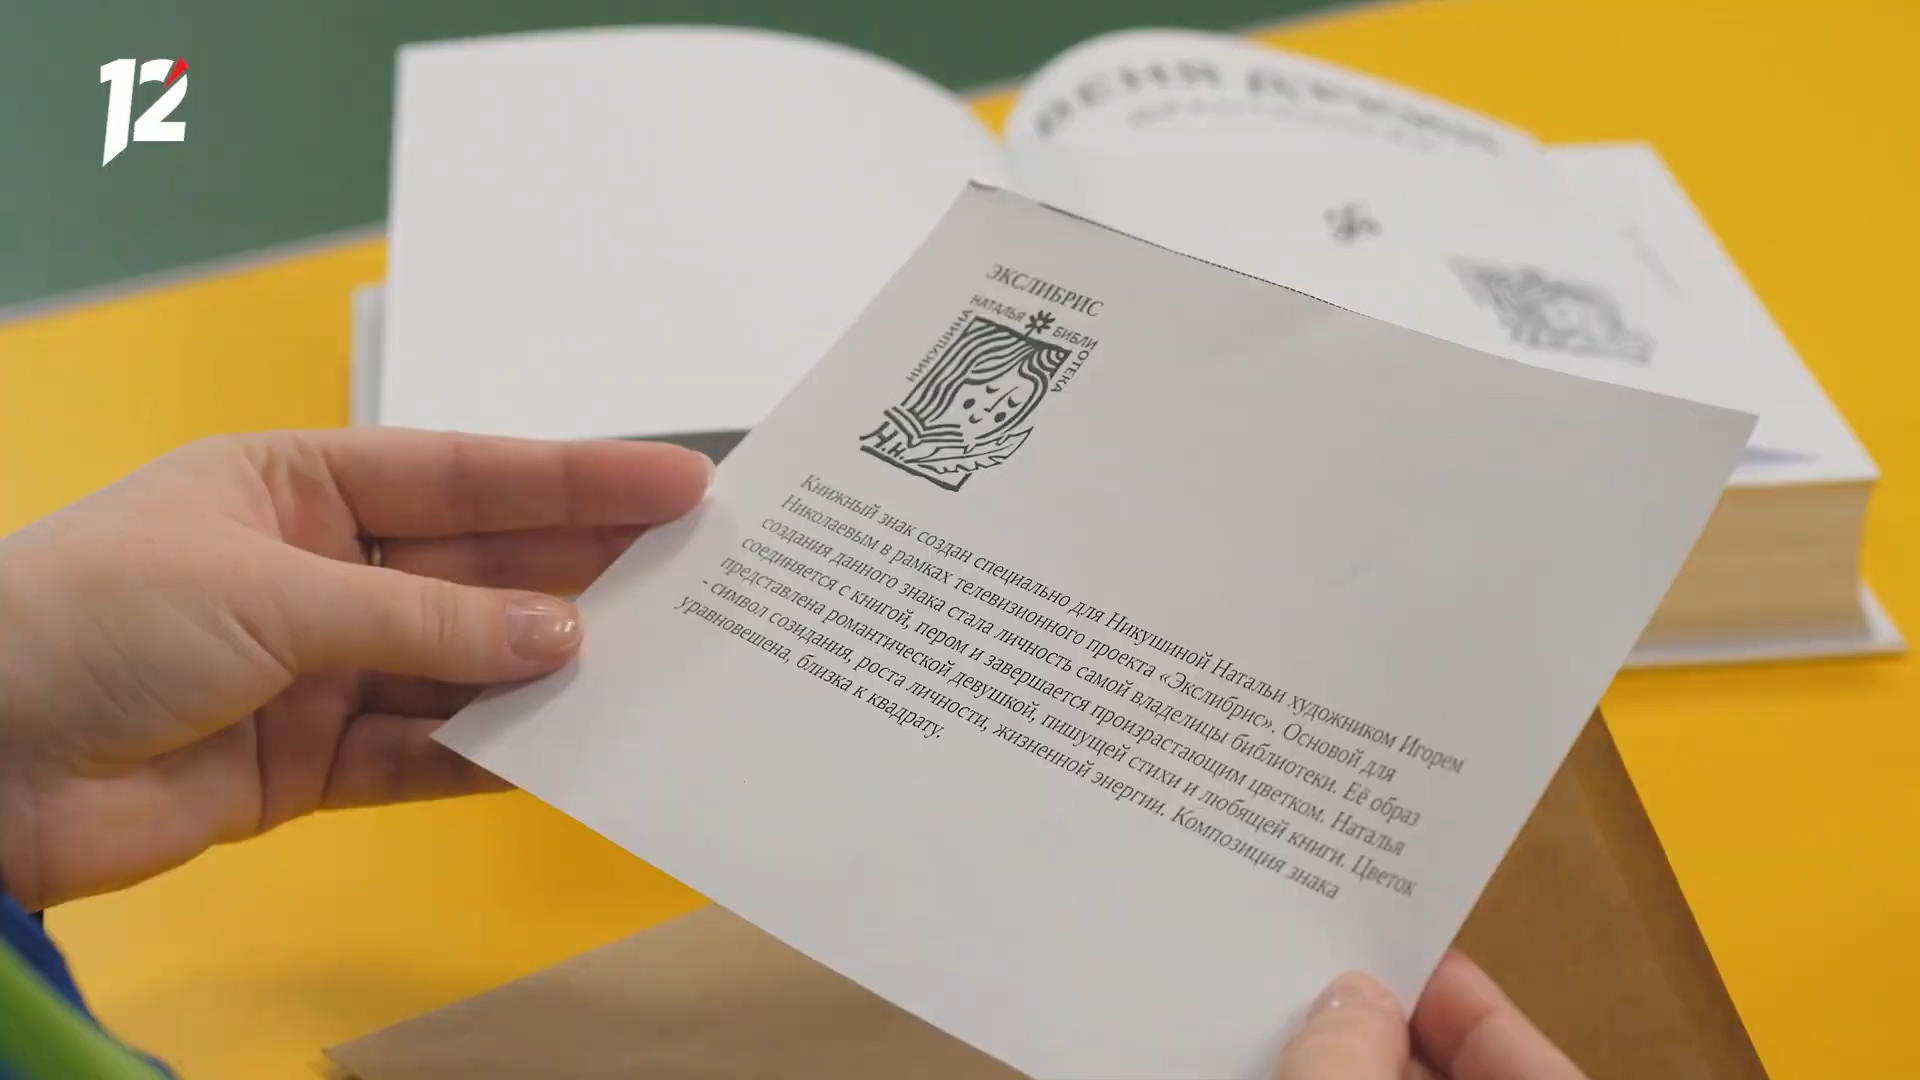 12
ЭКСЛИБРИС
НИКУШИНА НАТАЛЬЯ БИБЛИОТЕКА
Н.Н.
Книжный знак создан специально для Никушиной Натальи художником Игорем
Николаевым в рамках телевизионного проекта «Экслибрис». Основой для
создания данного знака стала личность самой владелицы библиотеки. Её образ
соединяется с книгой, пером и завершается произрастающим цветком. Наталья
представлена романтической девушкой, пишущей стихи и любящей книги. Цветок
- символ созидания, роста личности, жизненной энергии. Композиция знака
уравновешена, близка к квадрату.